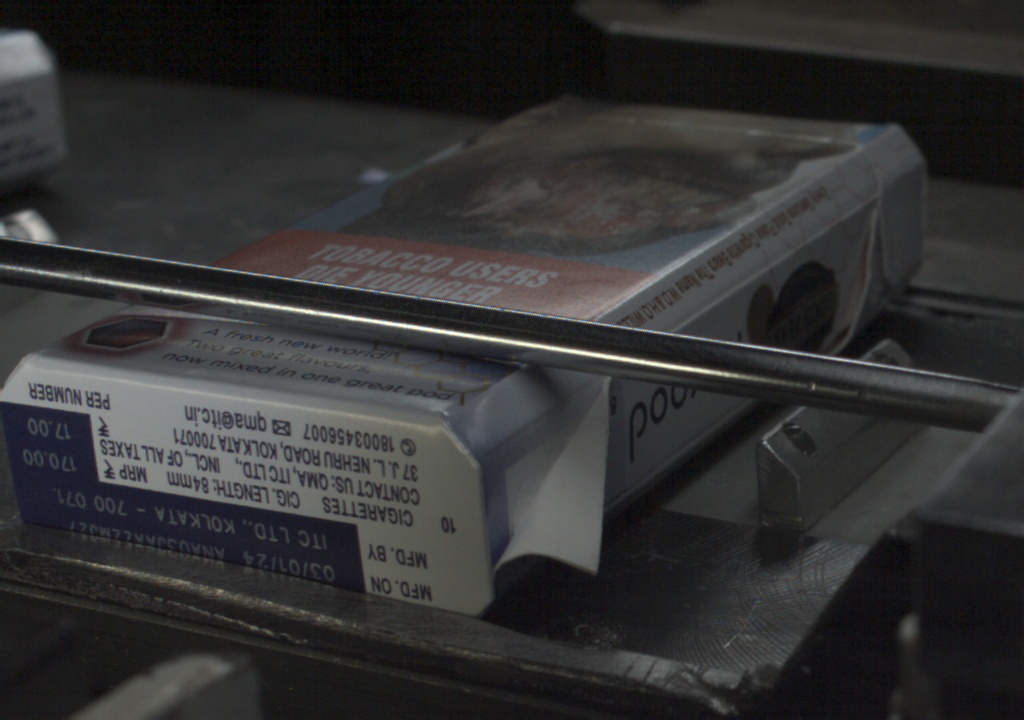 TOBACCO USERS
DIE YOUNGER
A fresh new world!
Two great flavours,
now mixed in one great pod
MFD. ON 03/01/24
MFD. BY ITC LTD., KOLKATA - 700 071.
10 CIGARETTES CIG. LENGTH: 84mm
MRP ₹ 170.00
INCL, OF ALL TAXES
PER NUMBER ₹ 17.00
CONTACT US: QMA, ITC LTD,
37 J. L. NEHRU ROAD, KOLKATA 700071
18003456007 qma@itc.in